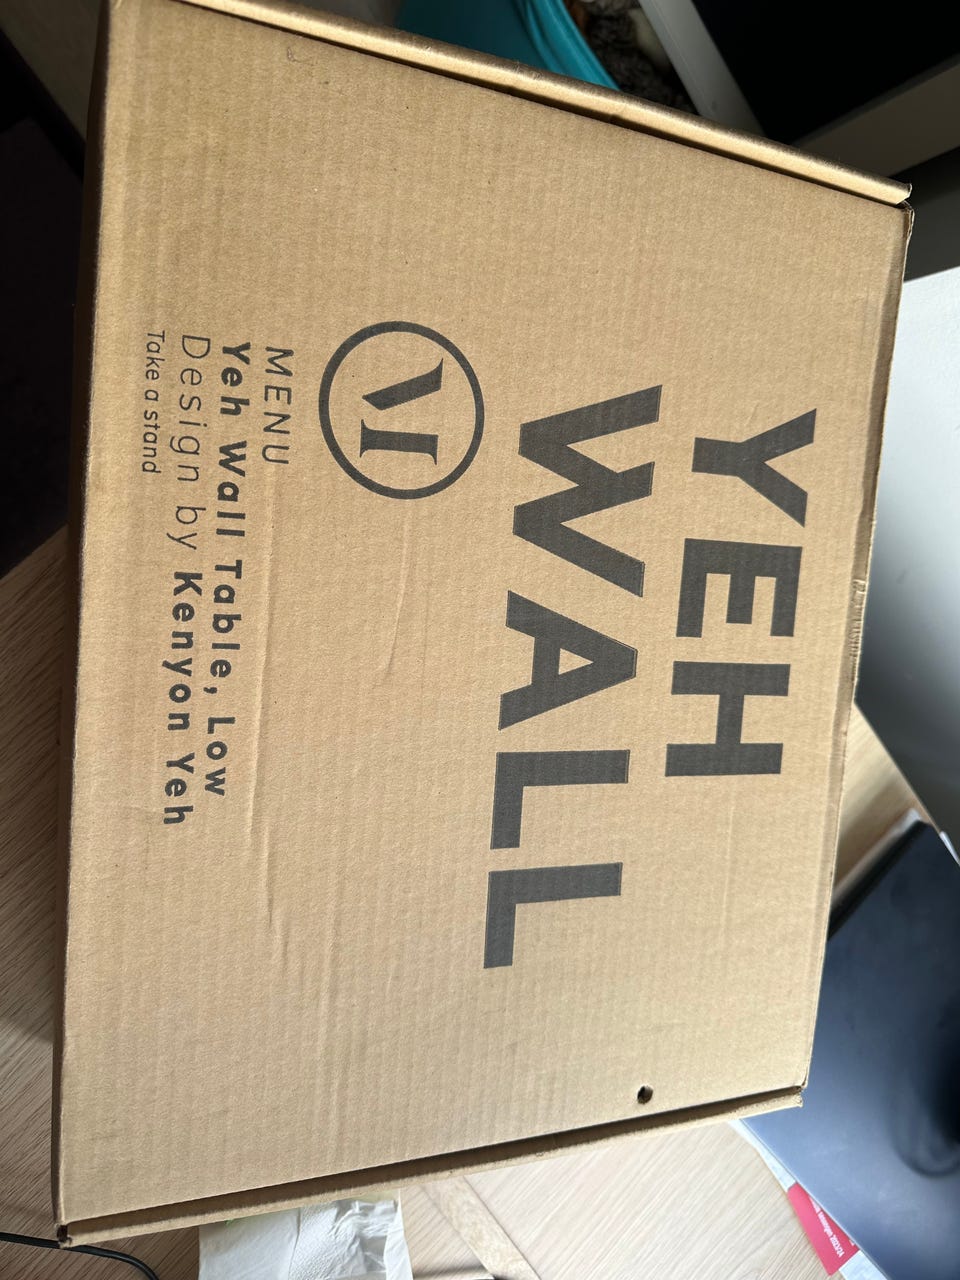 YEH
WALL
M
MENU
Yeh Wall Table, Low
Design by Kenyon Yeh
Take a stand